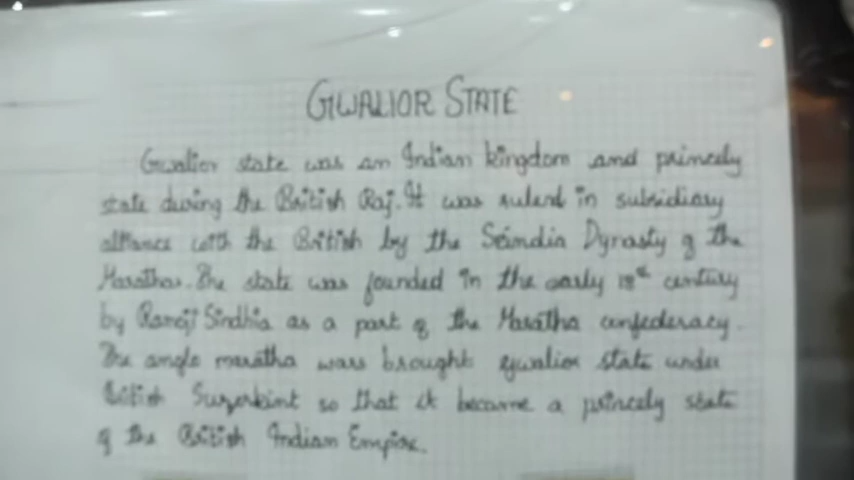 GWALIOR STATE
Gwalior state was an Indian kingdom and princely
state during the British Raj. It was ruled in subsidiary
alliance with the British by the Scindia Dynasty of the
Marathas. The state was founded in the early 18th century
by Ranoji Sindhia as a part of the Maratha confederacy.
The anglo maratha wars brought gwalior state under
British so that it became a princely state
of the British Indian Empire.